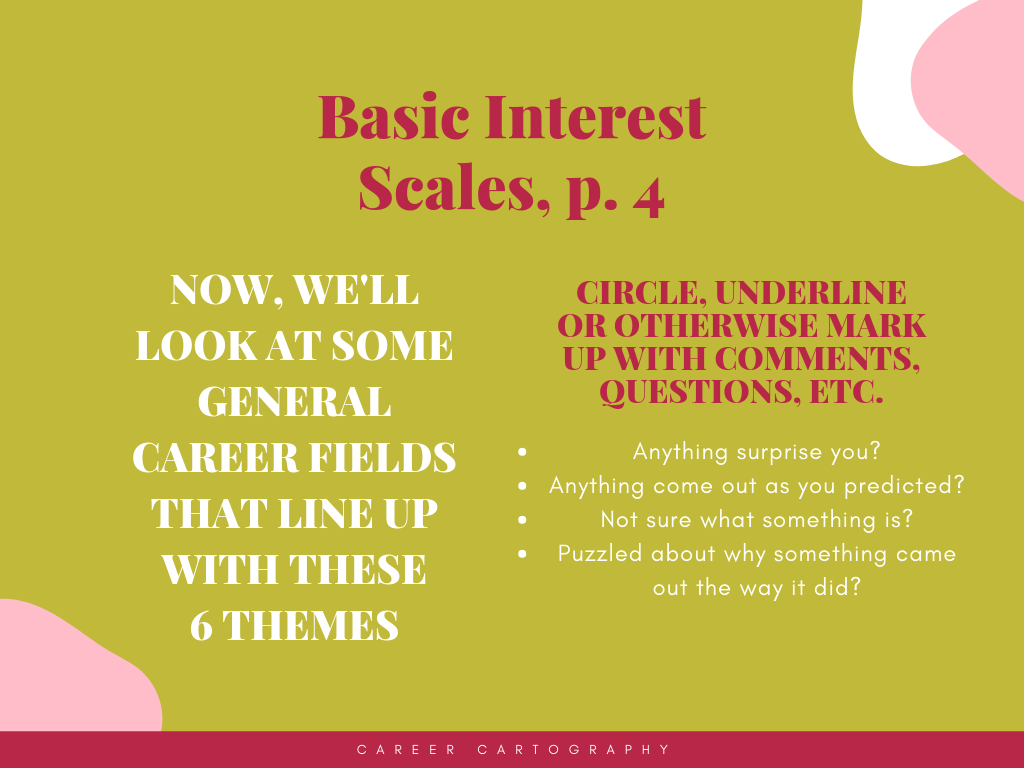 Basic Interest
Scales, p. 4
NOW, WE'LL
LOOK AT SOME
GENERAL
CAREER FIELDS
THAT LINE UP
WITH THESE
6 THEMES
CIRCLE, UNDERLINE
OR OTHERWISE MARK
UP WITH COMMENTS,
QUESTIONS, ETC.
• Anything surprise you?
• Anything come out as you predicted?
• Not sure what something is?
• Puzzled about why something came
out the way it did?
CAREER CARTOGRAPHY